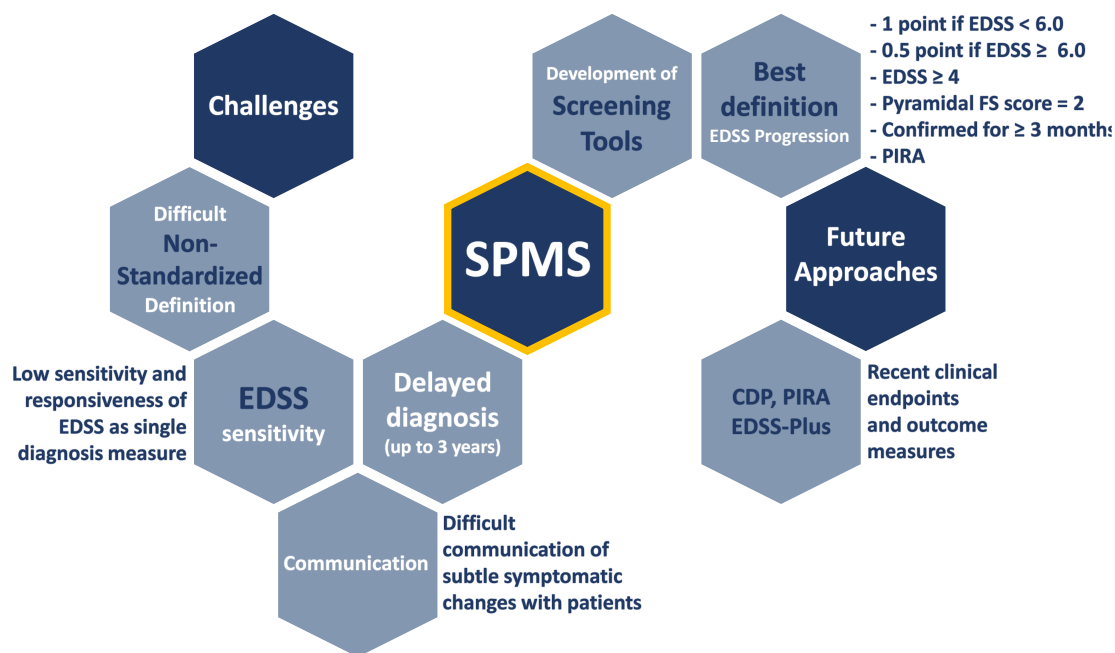 Challenges
Difficult
Non-
Standardized
Definition
Low sensitivity and
responsiveness of
EDSS as single
diagnosis measure
EDSS
sensitivity
Delayed
diagnosis
(up to 3 years)
Communication
Difficult
communication of
subtle symptomatic
changes with patients
SPMS
Development of
Screening
Tools
Best
definition
EDSS Progression
- 1 point if EDSS < 6.0
- 0.5 point if EDSS ≥ 6.0
- EDSS ≥ 4
- Pyramidal FS score = 2
- Confirmed for ≥ 3 months
- PIRA
Future
Approaches
CDP, PIRA
EDSS-Plus
Recent clinical
endpoints
and outcome
measures